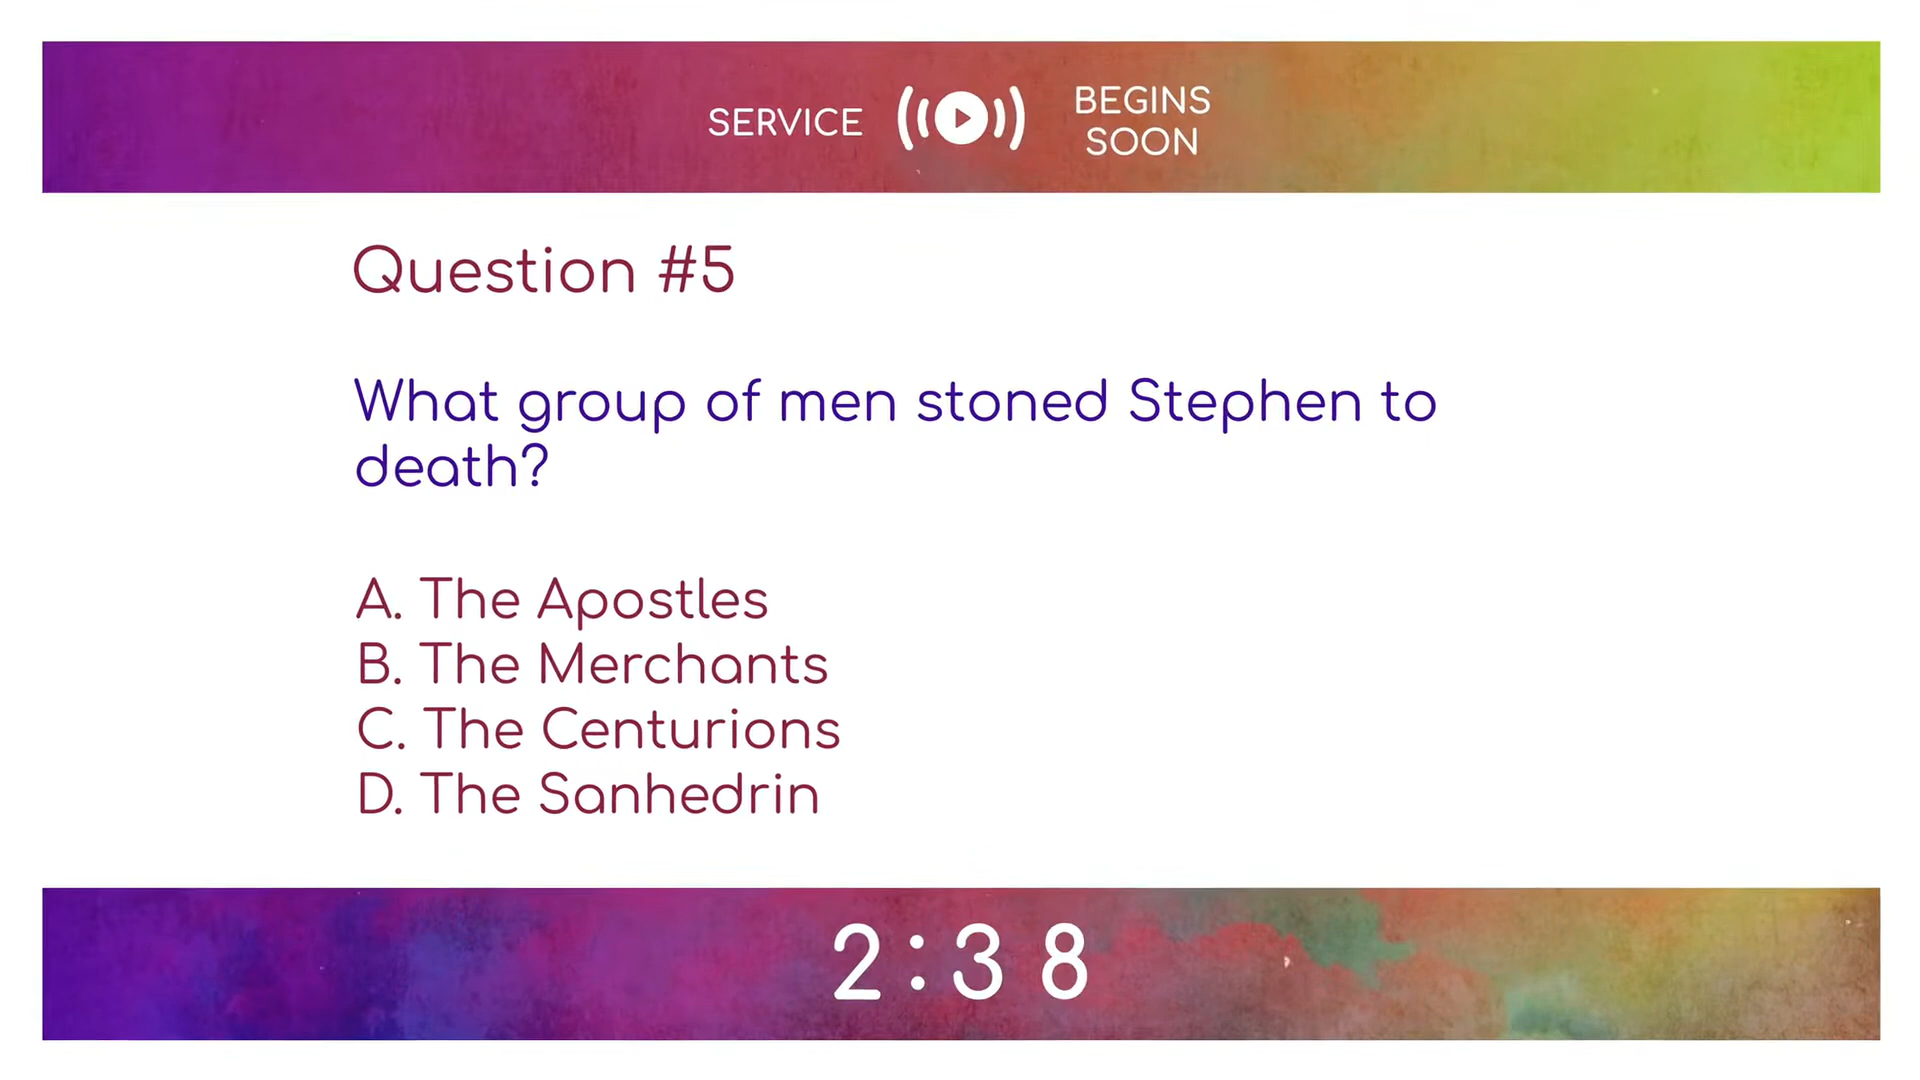 SERVICE
BEGINS
SOON
Question #5
What group of men stoned Stephen to
death?
A. The Apostles
B. The Merchants
C. The Centurions
D. The Sanhedrin
2:38